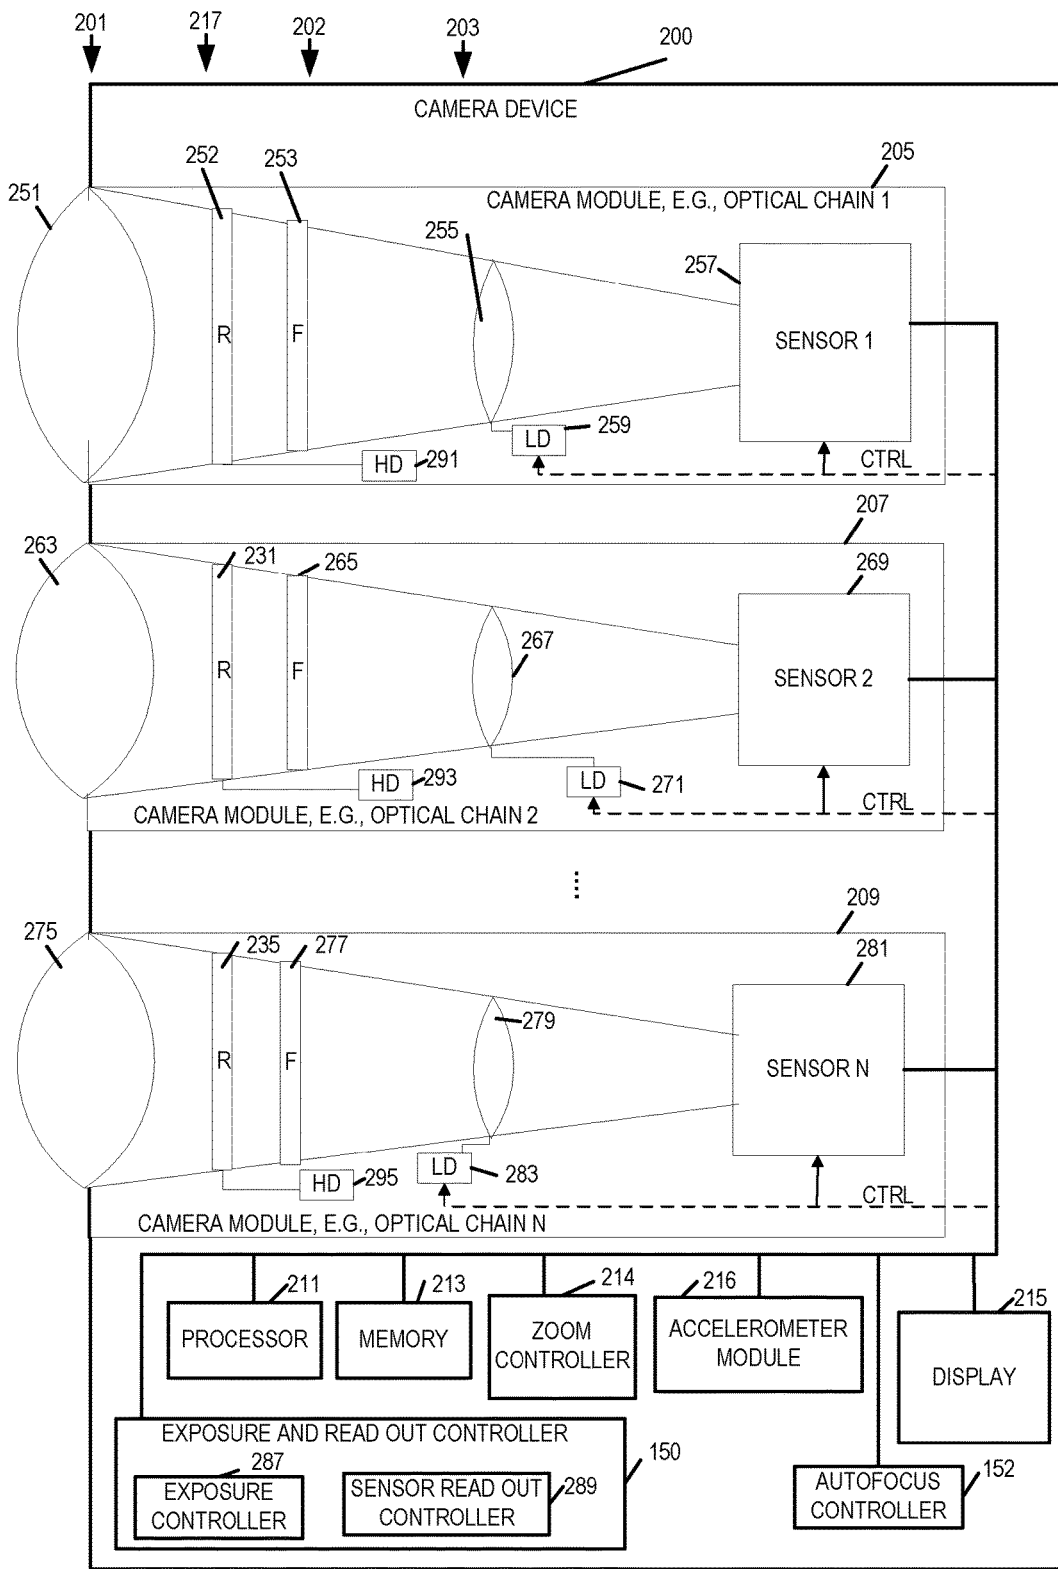 201
217
202
203
200
CAMERA DEVICE
252
253
205
251
CAMERA MODULE, E.G., OPTICAL CHAIN 1
255
257
R
F
SENSOR 1
LD
259
HD
291
CTRL
207
263
231
265
269
267
R
F
SENSOR 2
HD
293
LD
271
CTRL
CAMERA MODULE, E.G., OPTICAL CHAIN 2
....
209
275
235
277
281
279
R
F
SENSOR N
LD
283
HD
295
CTRL
CAMERA MODULE, E.G., OPTICAL CHAIN N
211
213
214
216
215
PROCESSOR
MEMORY
ZOOM
CONTROLLER
ACCELEROMETER
MODULE
DISPLAY
EXPOSURE AND READ OUT CONTROLLER
150
287
EXPOSURE
CONTROLLER
SENSOR READ OUT
CONTROLLER
289
AUTOFOCUS
CONTROLLER
152